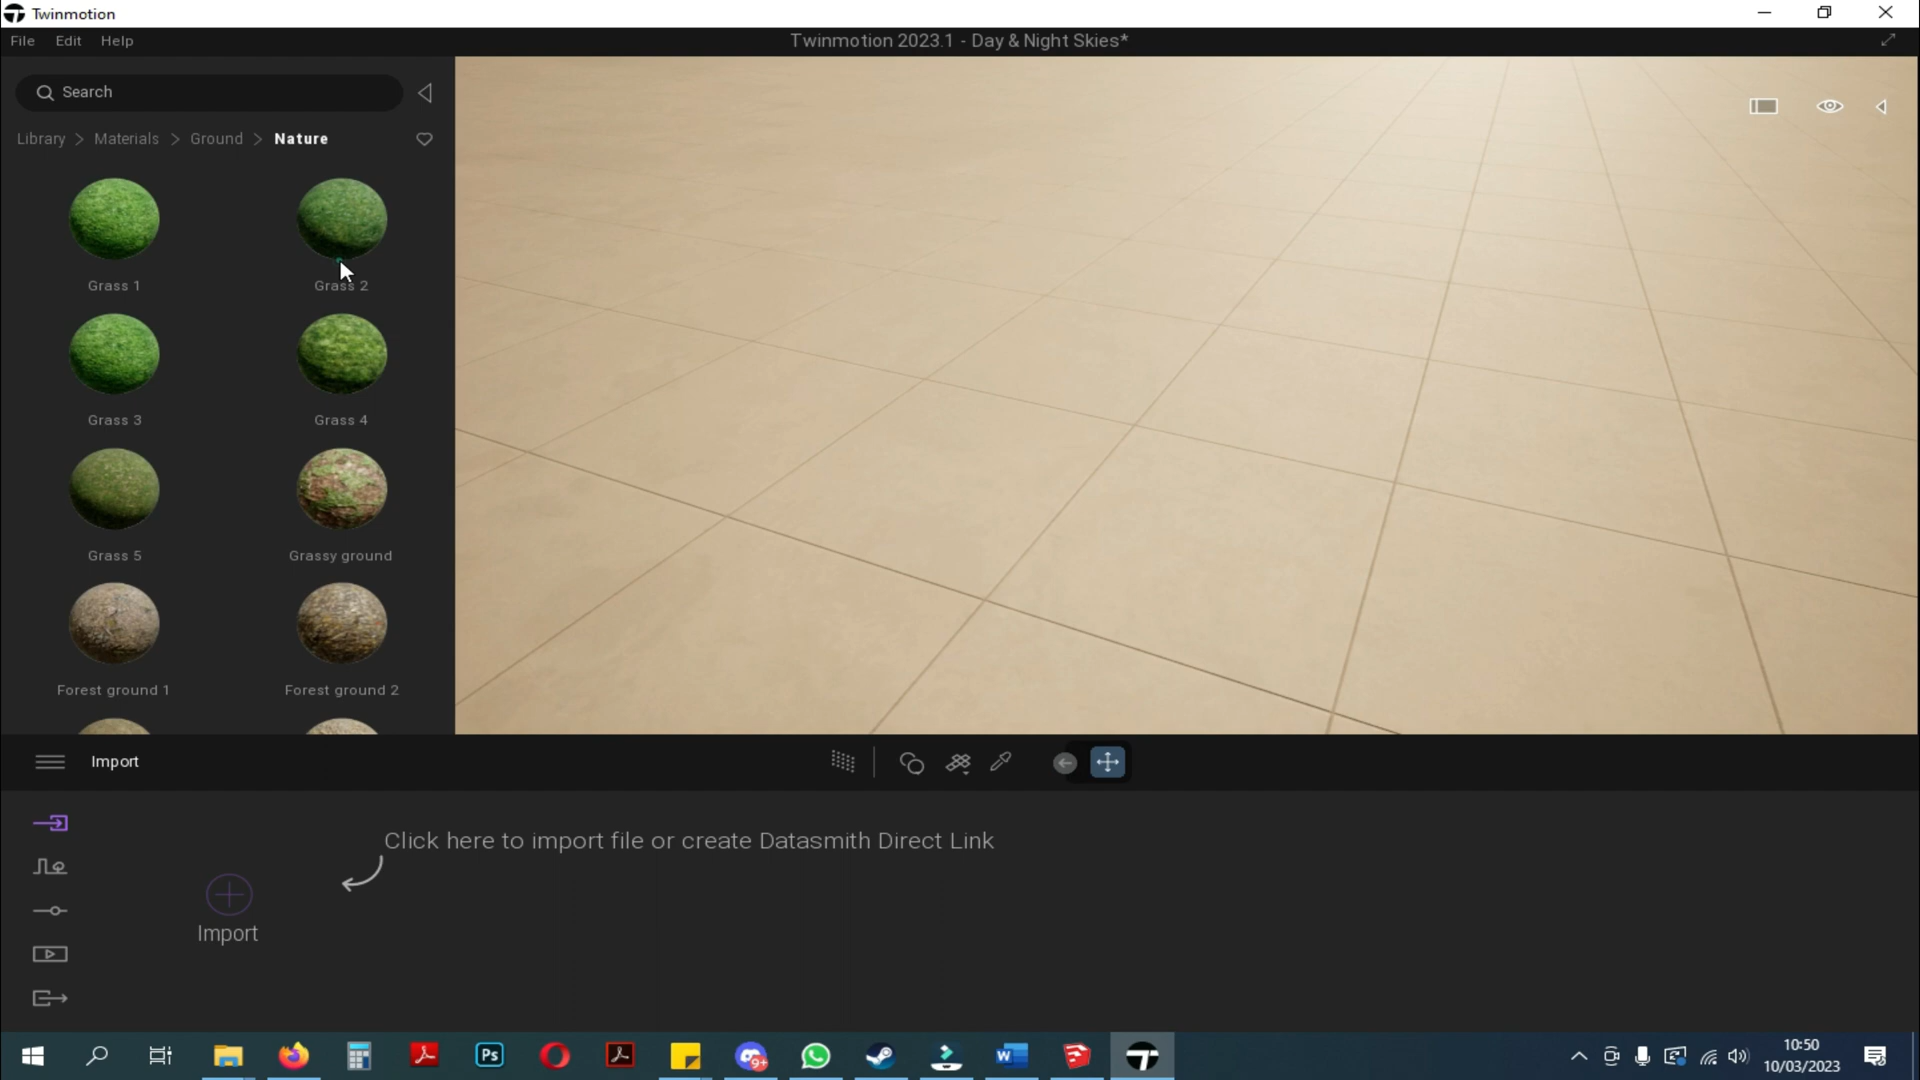 Twinmotion
File Edit Help
Twinmotion 2023.1 - Day & Night Skies*
Search
Library > Materials > Ground > Nature
Grass 1
Grass 2
Grass 3
Grass 4
Grass 5
Grassy ground
Forest ground 1
Forest ground 2
Import
Click here to import file or create Datasmith Direct Link
Import
Ps
9+
W
10:50
10/03/2023